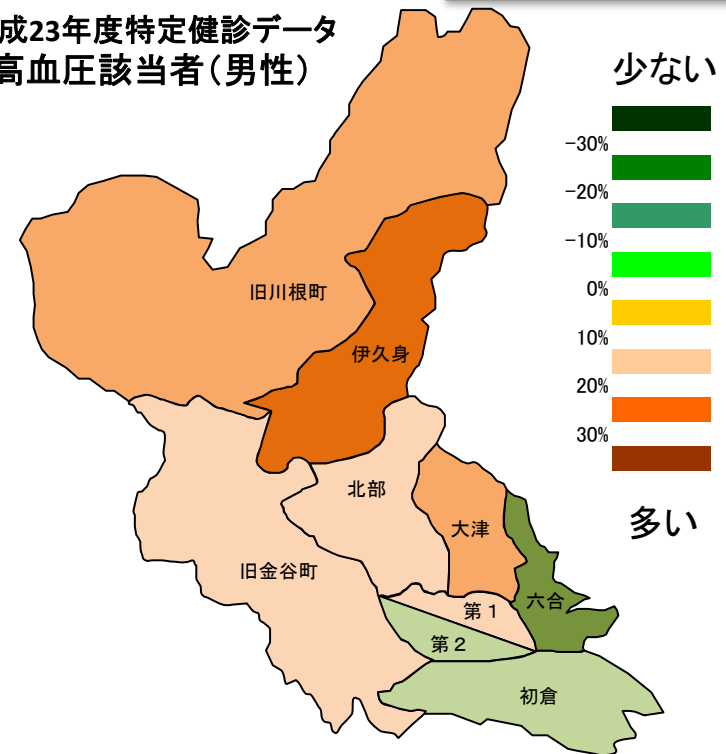 成23年度特定健診データ
高血圧該当者（男性）
少ない
-30%
-20%
-10%
0%
10%
20%
30%
多い
旧川根町
伊久身
北部
大津
旧金谷町
六合
第１
第２
初倉